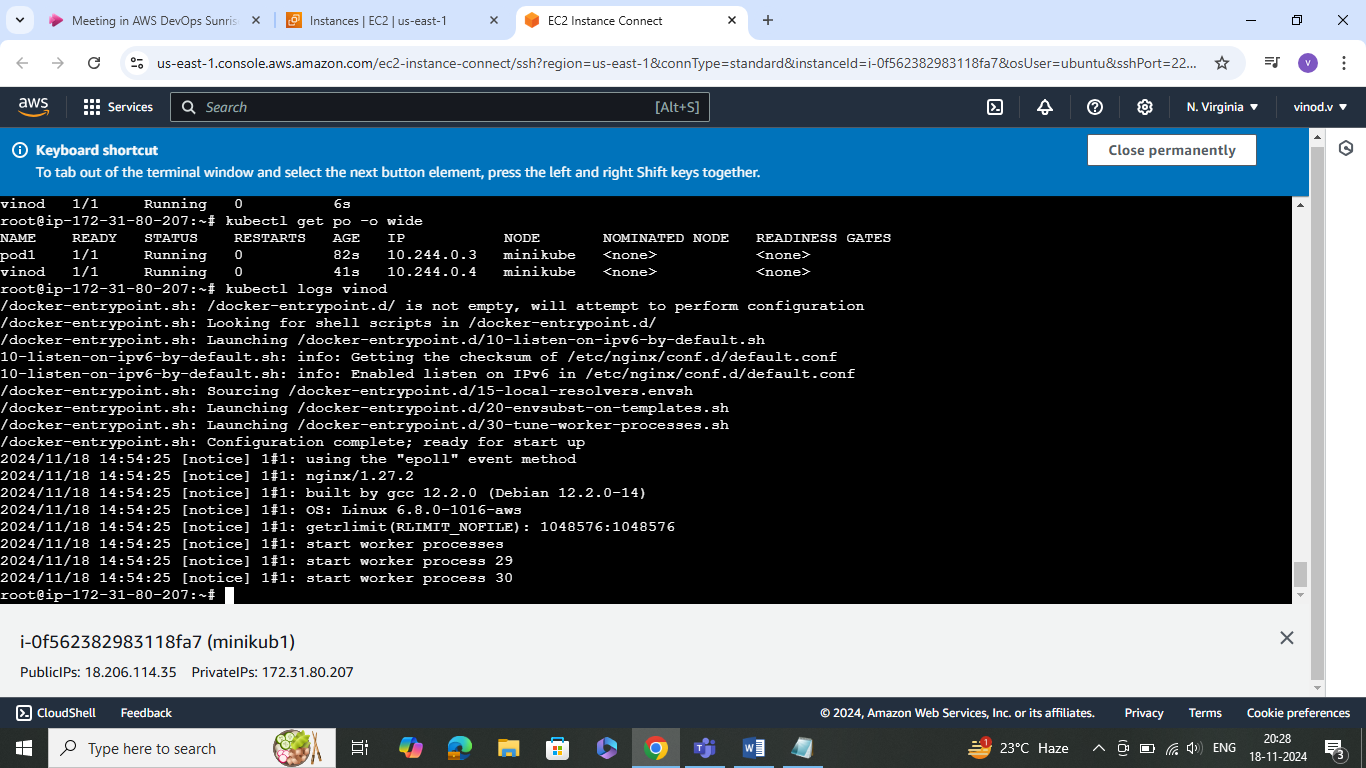 Meeting in AWS DevOps Sunris
Instances | EC2 | us-east-1
EC2 Instance Connect
us-east-1.console.aws.amazon.com/ec2-instance-connect/ssh?region=us-east-1&connType=standard&instanceId=i-0f562382983118fa7&osUser=ubuntu&sshPort=22...
v
aws Services Search [Alt+S] N. Virginia vinod.v
Keyboard shortcut
To tab out of the terminal window and select the next button element, press the left and right Shift keys together.
Close permanently
vinod 1/1 Running 0 6s
root@ip-172-31-80-207:~# kubectl get po -o wide
NAME READY STATUS RESTARTS AGE IP NODE NOMINATED NODE READINESS GATES
pod1 1/1 Running 0 82s 10.244.0.3 minikube <none> <none>
vinod 1/1 Running 0 41s 10.244.0.4 minikube <none> <none>
root@ip-172-31-80-207:~# kubectl logs vinod
/docker-entrypoint.sh: /docker-entrypoint.d/ is not empty, will attempt to perform configuration
/docker-entrypoint.sh: Looking for shell scripts in /docker-entrypoint.d/
/docker-entrypoint.sh: Launching /docker-entrypoint.d/10-listen-on-ipv6-by-default.sh
10-listen-on-ipv6-by-default.sh: info: Getting the checksum of /etc/nginx/conf.d/default.conf
10-listen-on-ipv6-by-default.sh: info: Enabled listen on IPv6 in /etc/nginx/conf.d/default.conf
/docker-entrypoint.sh: Sourcing /docker-entrypoint.d/15-local-resolvers.envsh
/docker-entrypoint.sh: Launching /docker-entrypoint.d/20-envsubst-on-templates.sh
/docker-entrypoint.sh: Launching /docker-entrypoint.d/30-tune-worker-processes.sh
/docker-entrypoint.sh: Configuration complete; ready for start up
2024/11/18 14:54:25 [notice] 1#1: using the "epoll" event method
2024/11/18 14:54:25 [notice] 1#1: nginx/1.27.2
2024/11/18 14:54:25 [notice] 1#1: built by gcc 12.2.0 (Debian 12.2.0-14)
2024/11/18 14:54:25 [notice] 1#1: OS: Linux 6.8.0-1016-aws
2024/11/18 14:54:25 [notice] 1#1: getrlimit(RLIMIT_NOFILE): 1048576:1048576
2024/11/18 14:54:25 [notice] 1#1: start worker processes
2024/11/18 14:54:25 [notice] 1#1: start worker process 29
2024/11/18 14:54:25 [notice] 1#1: start worker process 30
root@ip-172-31-80-207:~#
i-0f562382983118fa7 (minikub1)
PublicIPs: 18.206.114.35 PrivateIPs: 172.31.80.207
CloudShell Feedback © 2024, Amazon Web Services, Inc. or its affiliates. Privacy Terms Cookie preferences
Type here to search
23°C Haze
ENG
20:28
18-11-2024
3